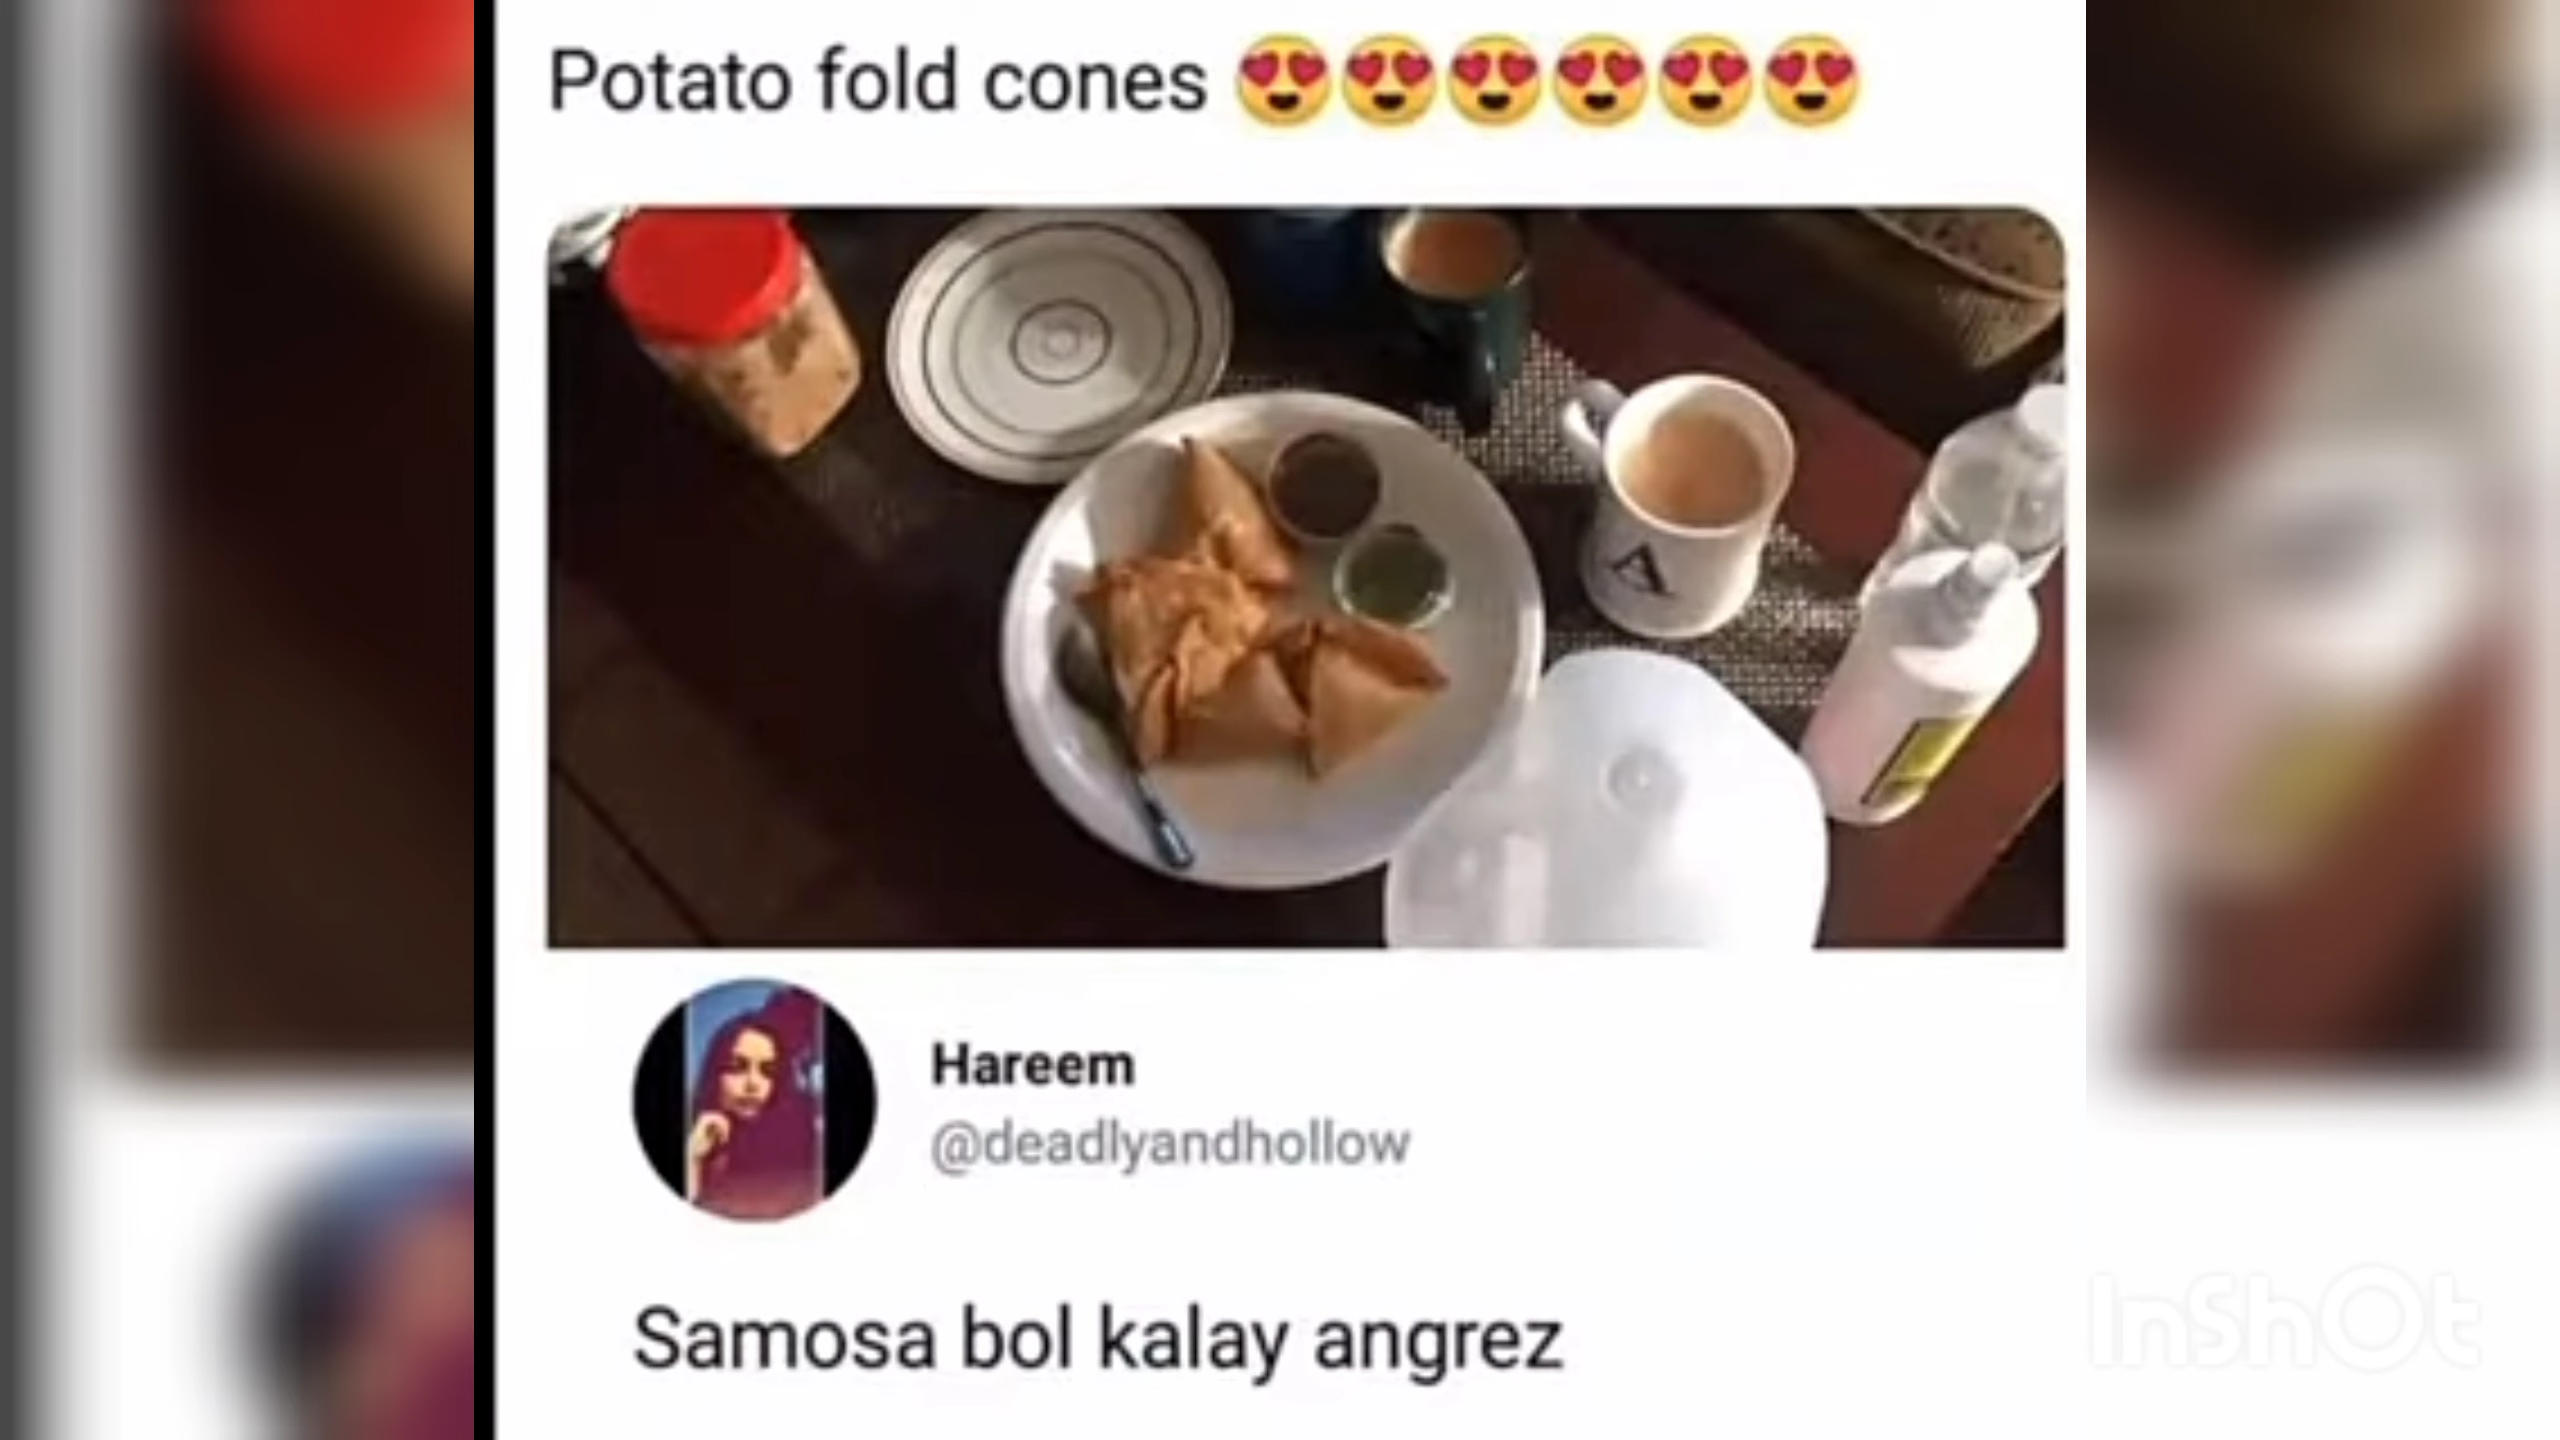 Potato fold cones 😍😍😍😍😍😍
A
Hareem
@deadlyandhollow
Samosa bol kalay angrez
InShOt